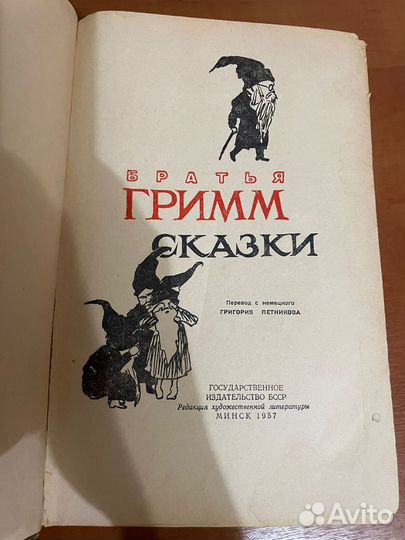 БРАТЬЯ
ГРИММ
СКАЗКИ
Перевод с немецкого
ГРИГОРИЯ ПЕТНИКОВА
ГОСУДАРСТВЕННОЕ
ИЗДАТЕЛЬСТВО БССР
Редакция художественной литературы
МИНСК 1957
Avito